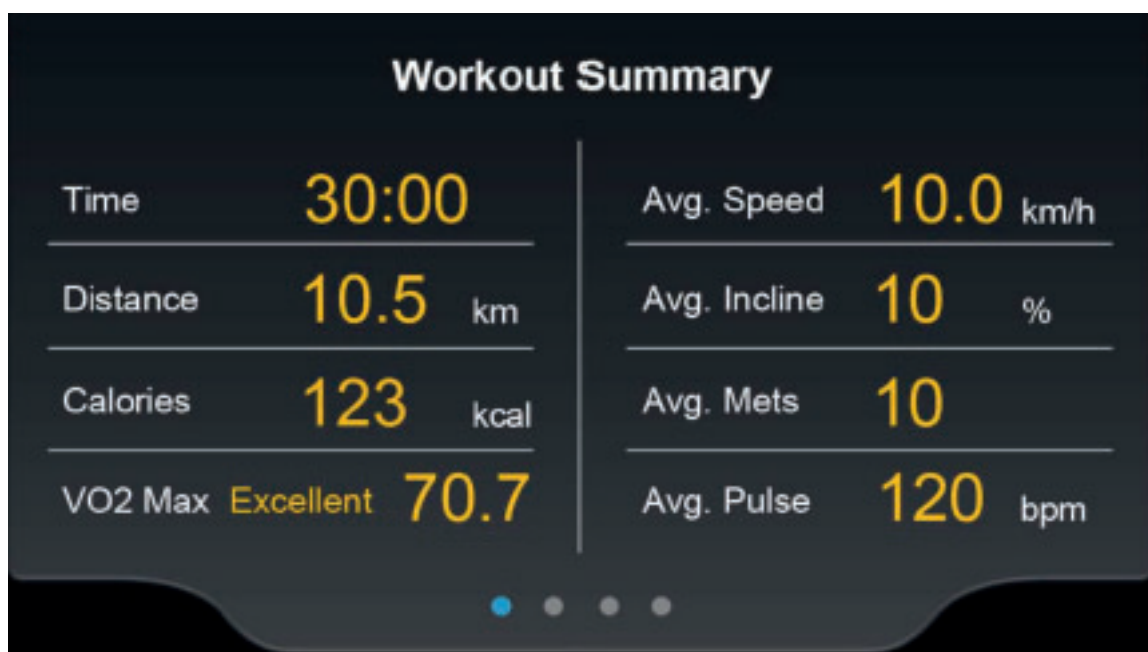 Workout Summary
Time 30:00
Distance 10.5 km
Calories 123 kcal
VO2 Max Excellent 70.7
Avg. Speed 10.0 km/h
Avg. Incline 10 %
Avg. Mets 10
Avg. Pulse 120 bpm